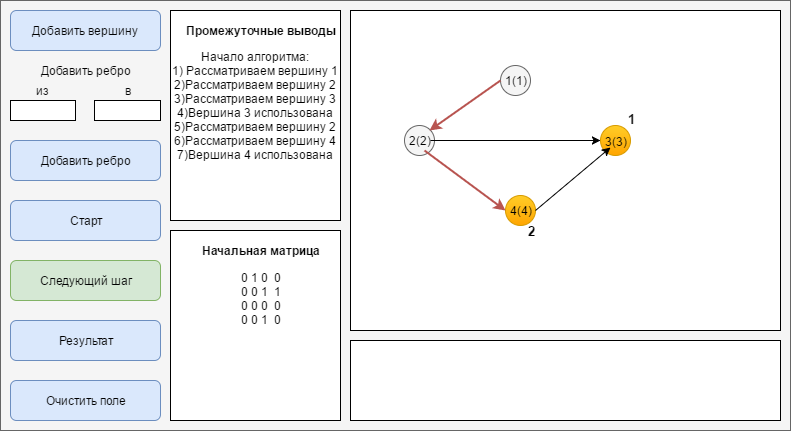 Добавить вершину
Добавить ребро
из в
Добавить ребро
Старт
Следующий шаг
Результат
Очистить поле
Промежуточные выводы
Начало алгоритма:
1) Рассматриваем вершину 1
2)Рассматриваем вершину 2
3)Рассматриваем вершину 3
4)Вершина 3 использована
5)Рассматриваем вершину 2
6)Рассматриваем вершину 4
7)Вершина 4 использована
Начальная матрица
0 1 0 0
0 0 1 1
0 0 0 0
0 0 1 0
1(1)
1
2(2)
3(3)
4(4)
2